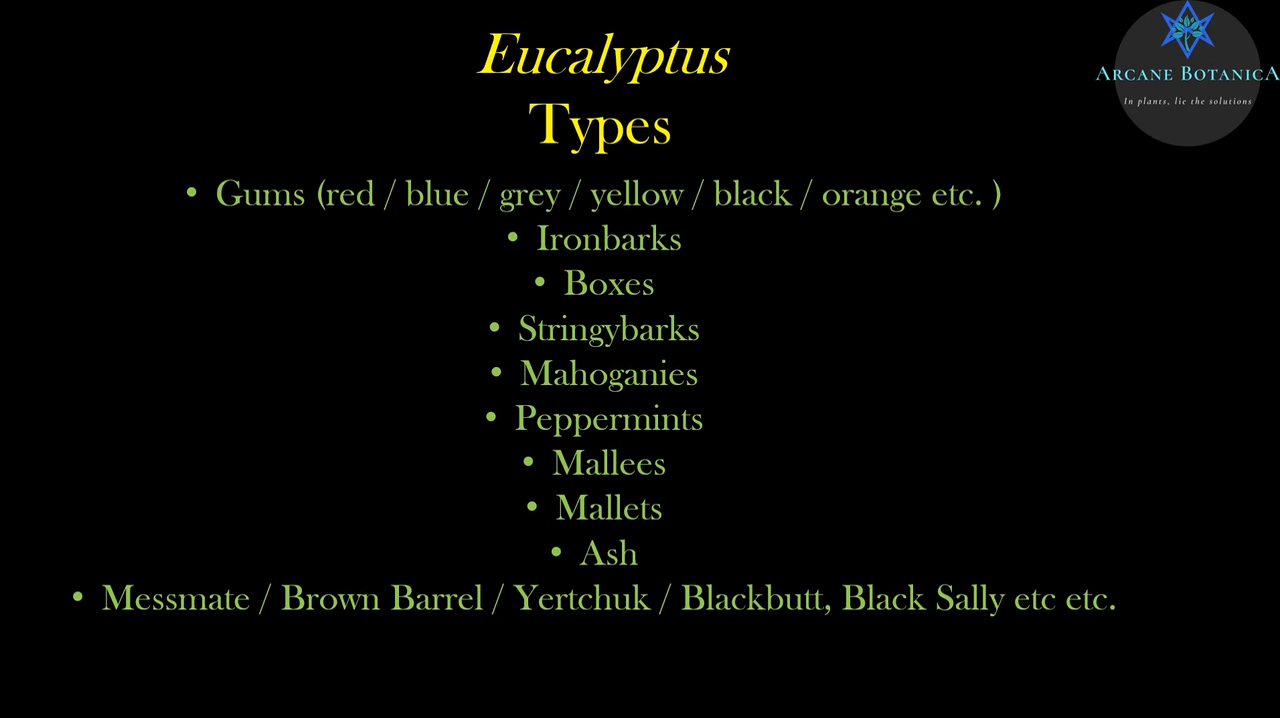 Eucalyptus
Types
ARCANE BOTANICA
In plants, lie the solutions
• Gums (red / blue / grey / yellow / black / orange etc. )
• Ironbarks
• Boxes
• Stringybarks
• Mahoganies
• Peppermints
• Mallees
• Mallets
• Ash
• Messmate / Brown Barrel / Yertchuk / Blackbutt, Black Sally etc etc.